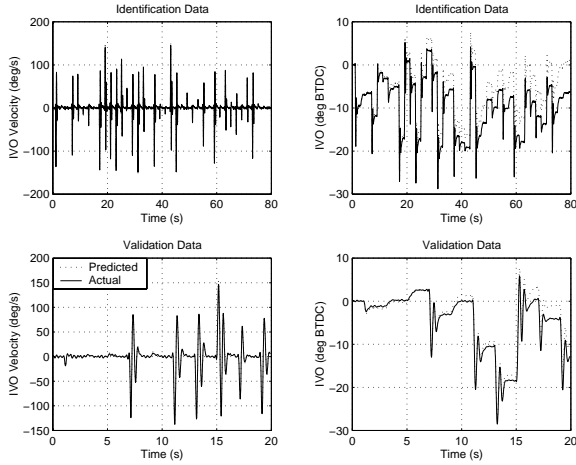 Identification Data
200
100
0
−100
−200
IVO Velocity (deg/s)
0 20 40 60 80
Time (s)
Identification Data
10
0
−10
−20
−30
IVO (deg BTDC)
0 20 40 60 80
Time (s)
Validation Data
200
150
100
50
0
−50
−100
−150
IVO Velocity (deg/s)
Predicted
Actual
0 5 10 15 20
Time (s)
Validation Data
10
0
−10
−20
−30
IVO (deg BTDC)
0 5 10 15 20
Time (s)